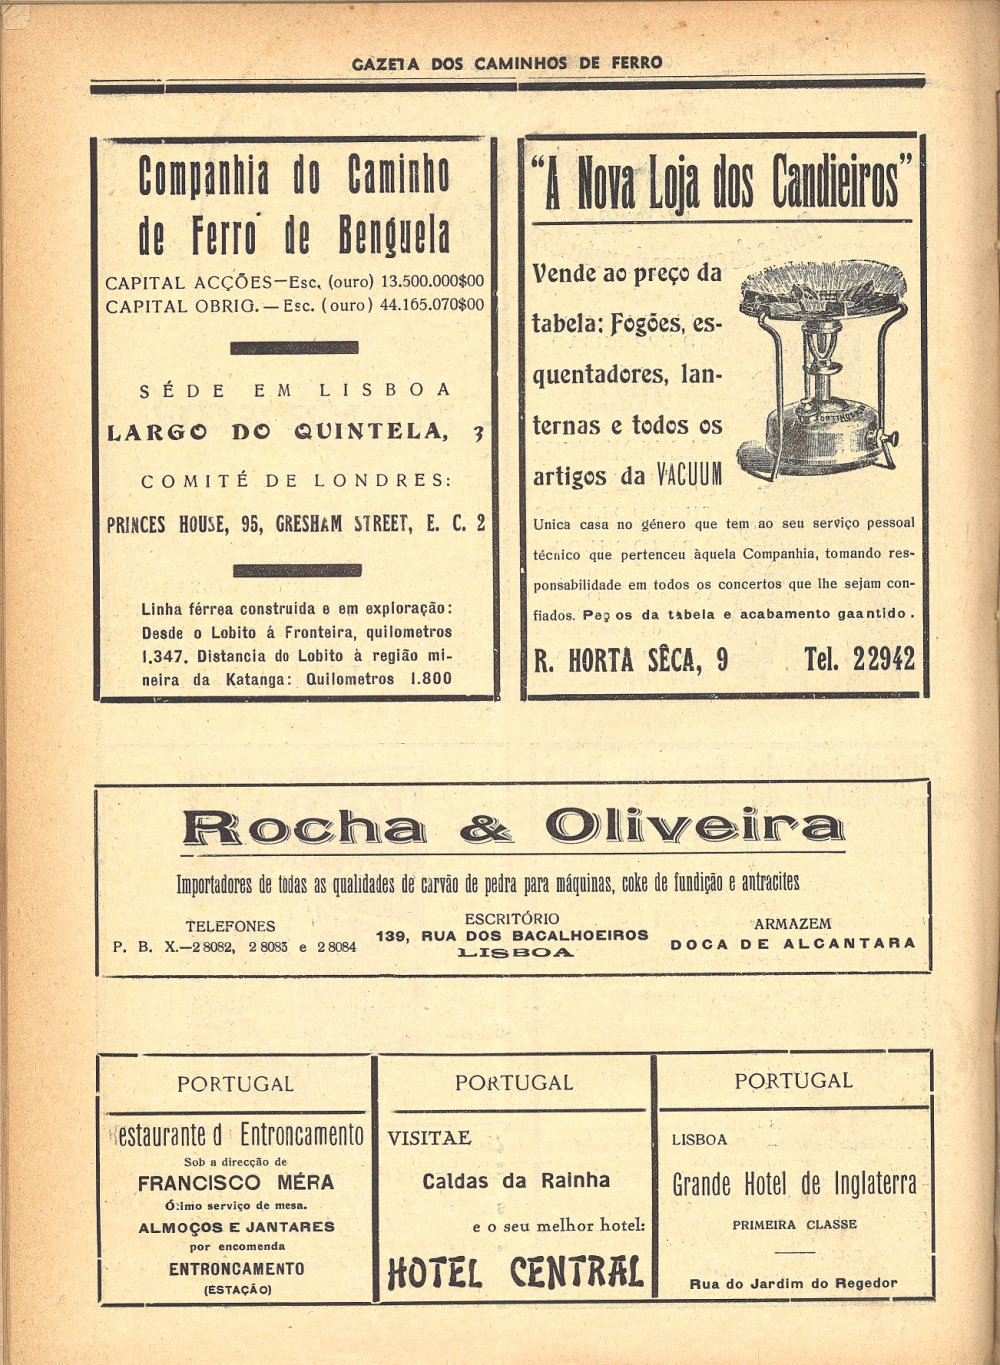 GAZETA DOS CAMINHOS DE FERRO
Companhia do Caminho
de Ferro de Benguela
CAPITAL ACÇÕES—Esc. (ouro) 13.500.000$00
CAPITAL OBRIG. — Esc. (ouro) 44.165.070$00
SÉDE EM LISBOA
LARGO DO QUINTELA, 3
COMITÉ DE LONDRES:
PRINCES HOUSE, 95, GRESHAM STREET, E. C. 2
Linha férrea construida e em exploração:
Desde o Lobito á Fronteira, quilometros
1.347. Distancia do Lobito à região mi-
neira da Katanga: Quilometros 1.800
"A Nova Loja dos Candieiros"
Vende ao preço da
tabela: Fogões, es-
quentadores, lan-
ternas e todos os
artigos da VACUUM
Unica casa no género que tem ao seu serviço pessoal
técnico que pertenceu àquela Companhia, tomando res-
ponsabilidade em todos os concertos que lhe sejam con-
fiados. Peços da tabela e acabamento gaantido.
R. HORTA SÊCA, 9 Tel. 22942
Rocha & Oliveira
Importadores de todas as qualidades de carvão de pedra para máquinas, coke de fundição e antracites
TELEFONES
P. B. X.—28082, 28083 e 28084
ESCRITÓRIO
139, RUA DOS BACALHOEIROS
LISBOA
ARMAZEM
DOCA DE ALCANTARA
PORTUGAL
Restaurante d Entroncamento
Sob a direcção de
FRANCISCO MÉRA
Ótimo serviço de mesa.
ALMOÇOS E JANTARES
por encomenda
ENTRONCAMENTO
(ESTAÇÃO)
PORTUGAL
VISITAE
Caldas da Rainha
e o seu melhor hotel:
HOTEL CENTRAL
PORTUGAL
LISBOA
Grande Hotel de Inglaterra
PRIMEIRA CLASSE
Rua do Jardim do Regedor